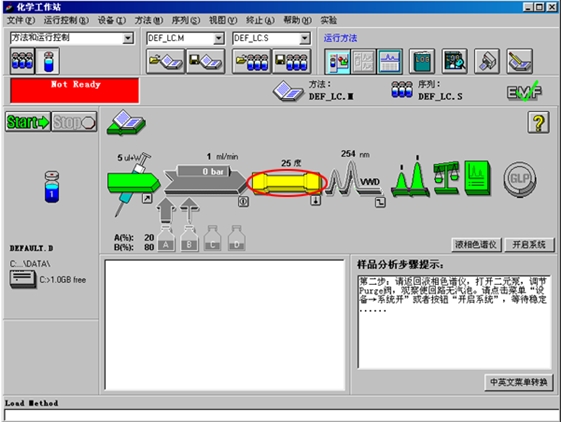 化学工作站
文件(F) 运行控制(R) 设备(I) 方法(M) 序列(S) 视图(V) 终止(A) 帮助(H) 实验
方法和运行控制 DEF_LC.M DEF_LC.S 运行方法
Not Ready
方法:
DEF_LC.M
序列:
DEF_LC.S
EMF
Start Stop
?
5 ul+W
1 ml/min
0 bar
25 度
254 nm
VWD
GLP
1
A(%): 20
B(%): 80
A B C D
DEFAULT.D
C:...\DATA\
C:>1.0GB free
液相色谱仪 开启系统
样品分析步骤提示:
第二步: 请返回液相色谱仪, 打开二元泵, 调节
Purge阀, 观察使回路无汽泡。请点击菜单“设
备→系统开”或者按钮“开启系统”, 等待稳定
......
中英文菜单转换
Load Method